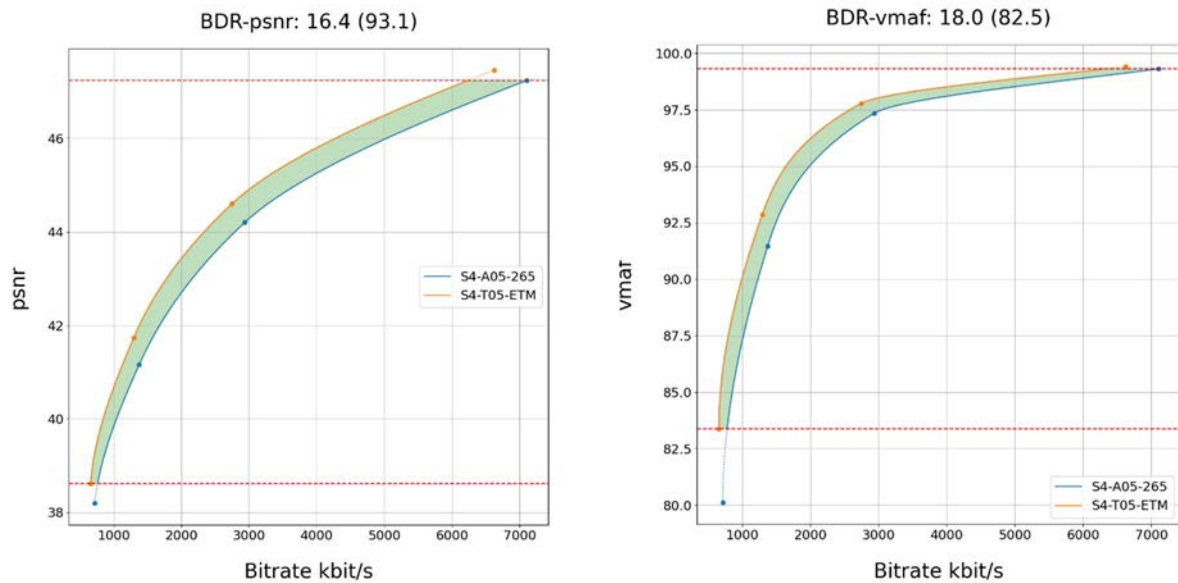 BDR-psnr: 16.4 (93.1)
46
44
42
40
38
psnr
1000 2000 3000 4000 5000 6000 7000
Bitrate kbit/s
S4-A05-265
S4-T05-ETM
BDR-vmaf: 18.0 (82.5)
100.0
97.5
95.0
92.5
90.0
87.5
85.0
82.5
80.0
vmaf
1000 2000 3000 4000 5000 6000 7000
Bitrate kbit/s
S4-A05-265
S4-T05-ETM